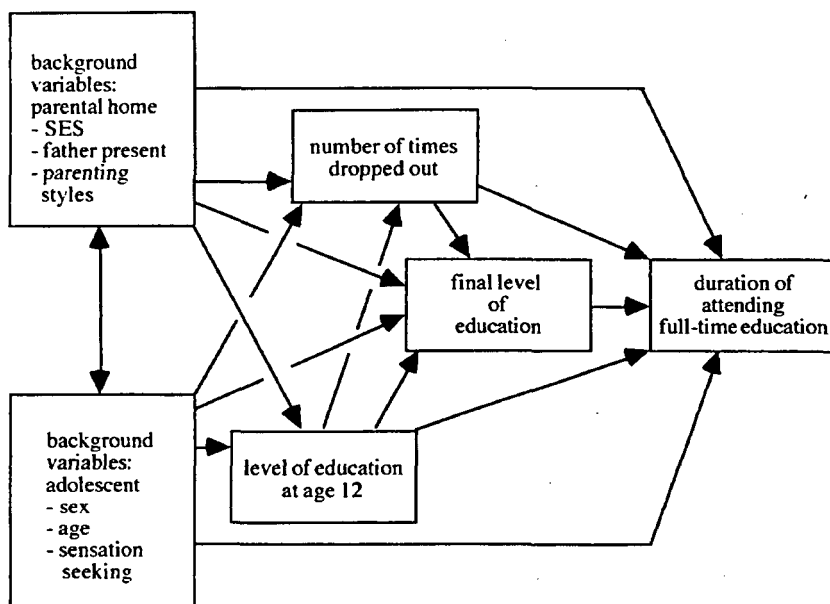 background
variables:
parental home
- SES
- father present
- parenting
styles
number of times
dropped out
final level
of
education
duration of
attending
full-time education
background
variables:
adolescent
- sex
- age
- sensation
seeking
level of education
at age 12